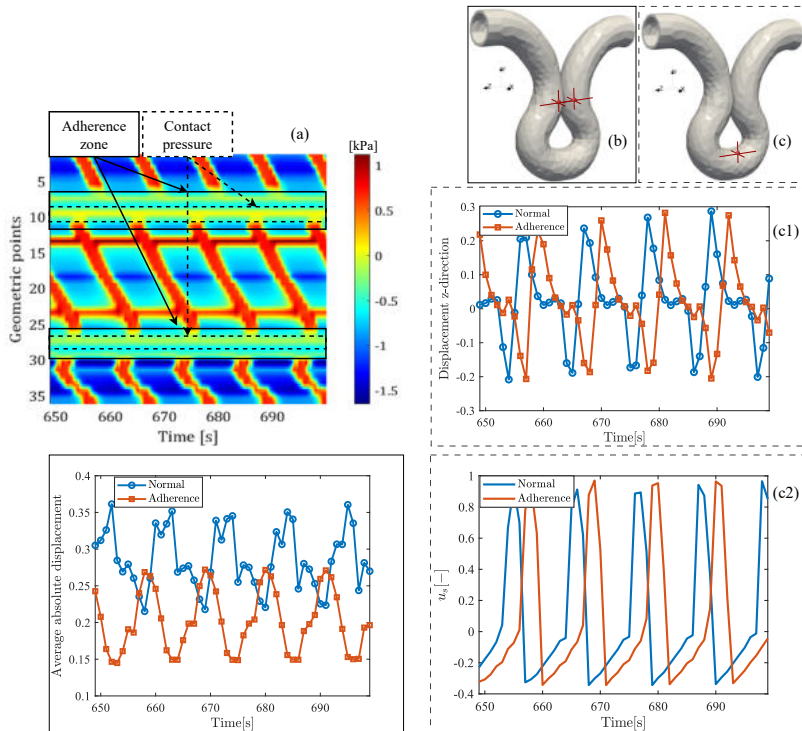 Adherence zone
Contact pressure
(a)
[kPa]
1
0.5
0
-0.5
-1
-1.5
Geometric points
5
10
15
20
25
30
35
650
660
670
680
690
Time [s]
(b)
(c)
(c1)
Normal
Adherence
Displacement z-direction
0.3
0.2
0.1
0
-0.1
-0.2
-0.3
650
660
670
680
690
Time[s]
Normal
Adherence
Average absolute displacement
0.4
0.35
0.3
0.25
0.2
0.15
0.1
650
660
670
680
690
Time[s]
(c2)
Normal
Adherence
u_s [−]
1
0.8
0.6
0.4
0.2
0
-0.2
-0.4
650
660
670
680
690
Time[s]